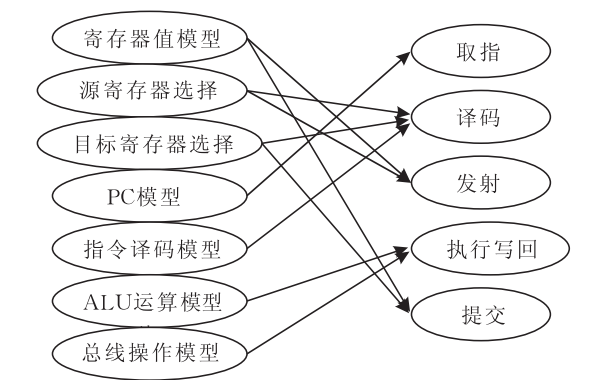 寄存器值模型
源寄存器选择
目标寄存器选择
PC模型
指令译码模型
ALU运算模型
总线操作模型
取指
译码
发射
执行写回
提交